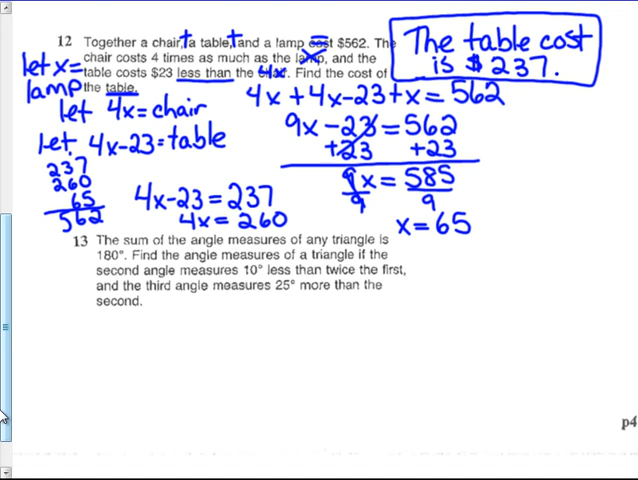 12 Together a chair, + a table, + and a lamp cost = $562. The
chair costs 4 times as much as the lamp, x and the
table costs $23 less than the chair. 4x Find the cost of
the table.
The table cost
is $237.
let x =
lamp
let 4x = chair
let 4x - 23 = table
4x + 4x - 23 + x = 562
9x - 23 = 562
+23 +23
9x = 585
9 9
x = 65
237
260
65
562
4x - 23 = 237
4x = 260
13 The sum of the angle measures of any triangle is
180°. Find the angle measures of a triangle if the
second angle measures 10° less than twice the first,
and the third angle measures 25° more than the
second.
p4